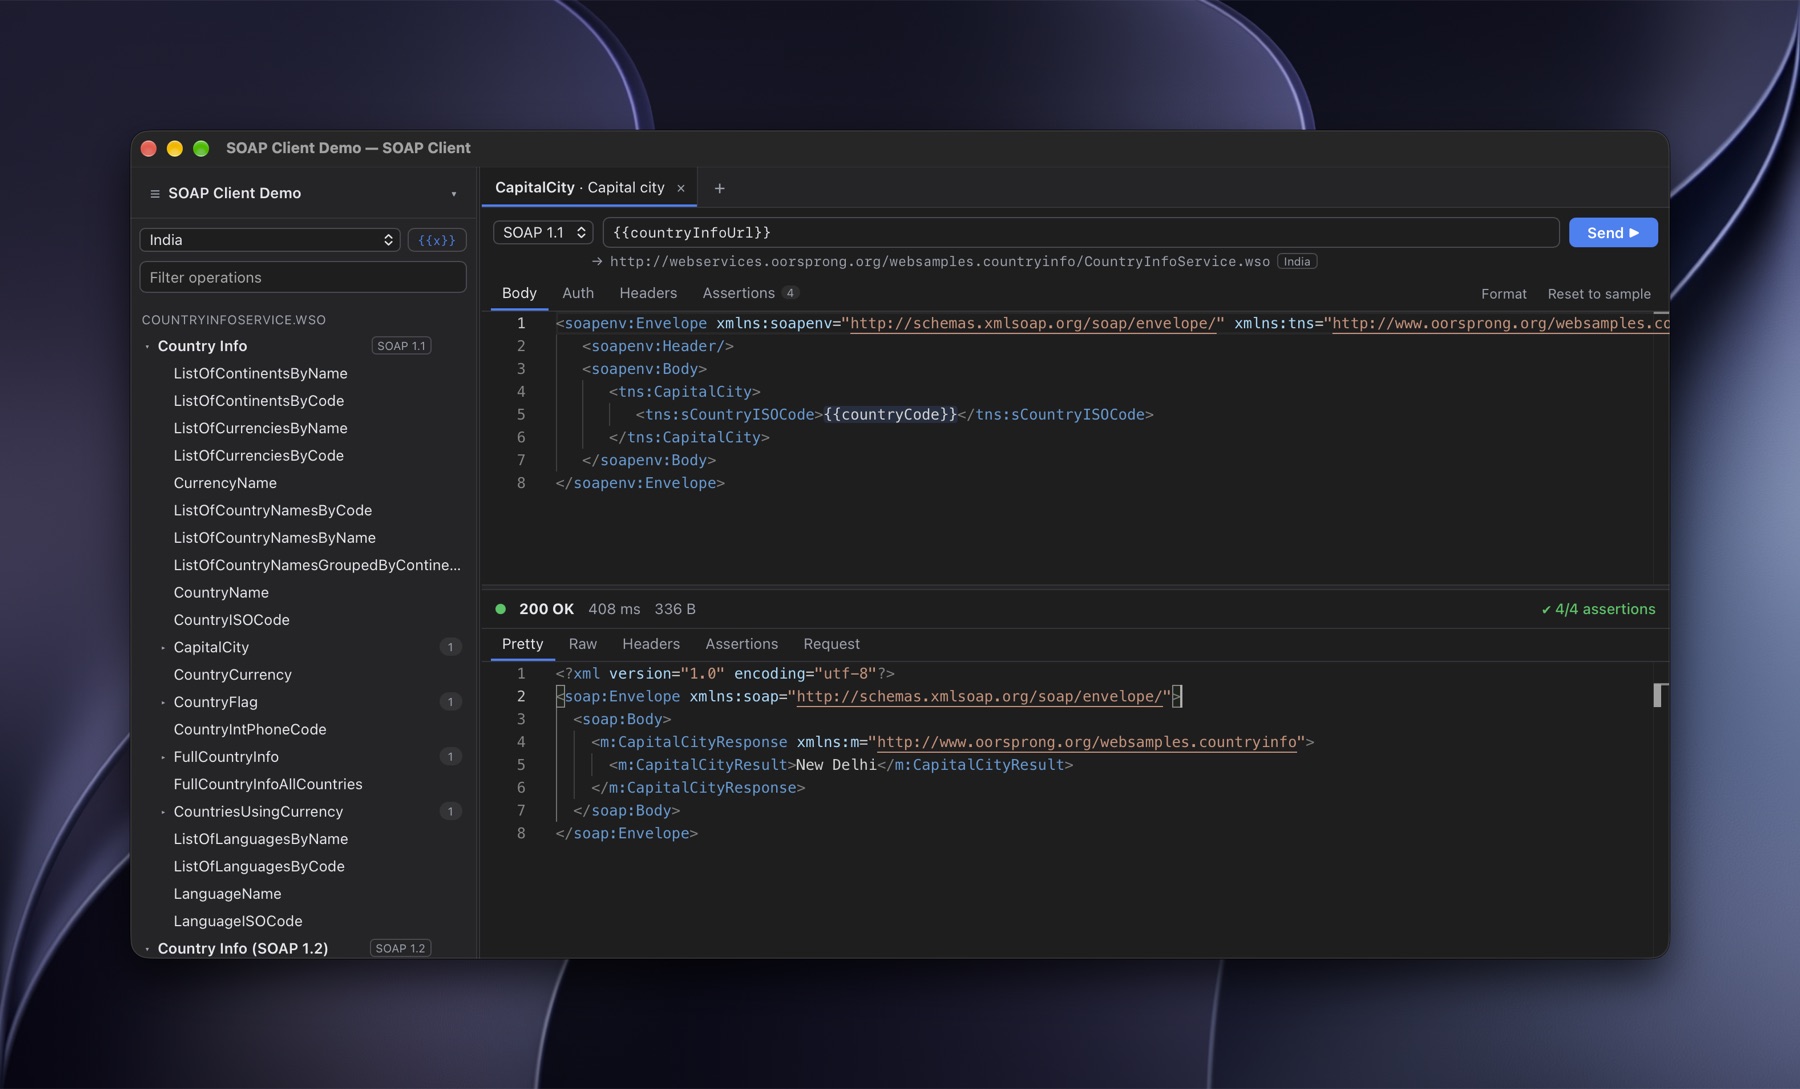 SOAP Client Demo — SOAP Client
SOAP Client Demo
India
{{x}}
Filter operations
COUNTRYINFOSERVICE.WSO
Country Info SOAP 1.1
ListOfContinentsByName
ListOfContinentsByCode
ListOfCurrenciesByName
ListOfCurrenciesByCode
CurrencyName
ListOfCountryNamesByCode
ListOfCountryNamesByName
ListOfCountryNamesGroupedByContine...
CountryName
CountryISOCode
CapitalCity 1
CountryCurrency
CountryFlag 1
CountryIntPhoneCode
FullCountryInfo 1
FullCountryInfoAllCountries
CountriesUsingCurrency 1
ListOfLanguagesByName
ListOfLanguagesByCode
LanguageName
LanguageISOCode
Country Info (SOAP 1.2) SOAP 1.2
CapitalCity · Capital city × +
SOAP 1.1 {{countryInfoUrl}} Send ▶
→ http://webservices.oorsprong.org/websamples.countryinfo/CountryInfoService.wso India
Body Auth Headers Assertions 4 Format Reset to sample
1 <soapenv:Envelope xmlns:soapenv="http://schemas.xmlsoap.org/soap/envelope/" xmlns:tns="http://www.oorsprong.org/websamples.co
2 <soapenv:Header/>
3 <soapenv:Body>
4 <tns:CapitalCity>
5 <tns:sCountryISOCode>{{countryCode}}</tns:sCountryISOCode>
6 </tns:CapitalCity>
7 </soapenv:Body>
8 </soapenv:Envelope>
200 OK 408 ms 336 B ✓ 4/4 assertions
Pretty Raw Headers Assertions Request
1 <?xml version="1.0" encoding="utf-8"?>
2 <soap:Envelope xmlns:soap="http://schemas.xmlsoap.org/soap/envelope/">
3 <soap:Body>
4 <m:CapitalCityResponse xmlns:m="http://www.oorsprong.org/websamples.countryinfo">
5 <m:CapitalCityResult>New Delhi</m:CapitalCityResult>
6 </m:CapitalCityResponse>
7 </soap:Body>
8 </soap:Envelope>